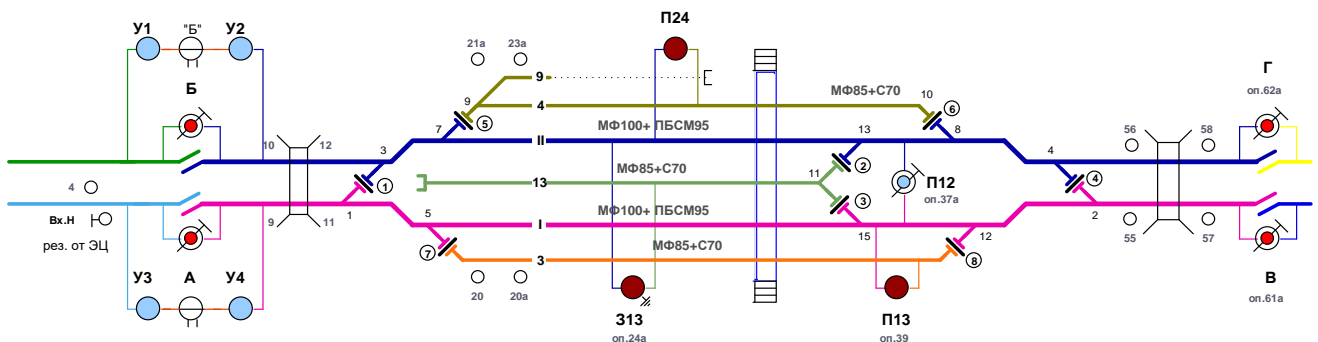 У1 "Б" У2
П24
21а 23а
Г
оп.62а
9
Б
9
МФ85+С70
10
4
6
5
10 12
7
МФ100+ ПБСМ95
13
8
56 58
3
II
4
2
МФ85+С70
11
4
13
1
3
4
П12
оп.37а
Вх.Н
1
МФ100+ ПБСМ95
9 11
5
I
15
12
2
55 57
рез. от ЭЦ
7
МФ85+С70
3
8
У3 А У4
20 20а
В
оп.61а
З13
оп.24а
П13
оп.39